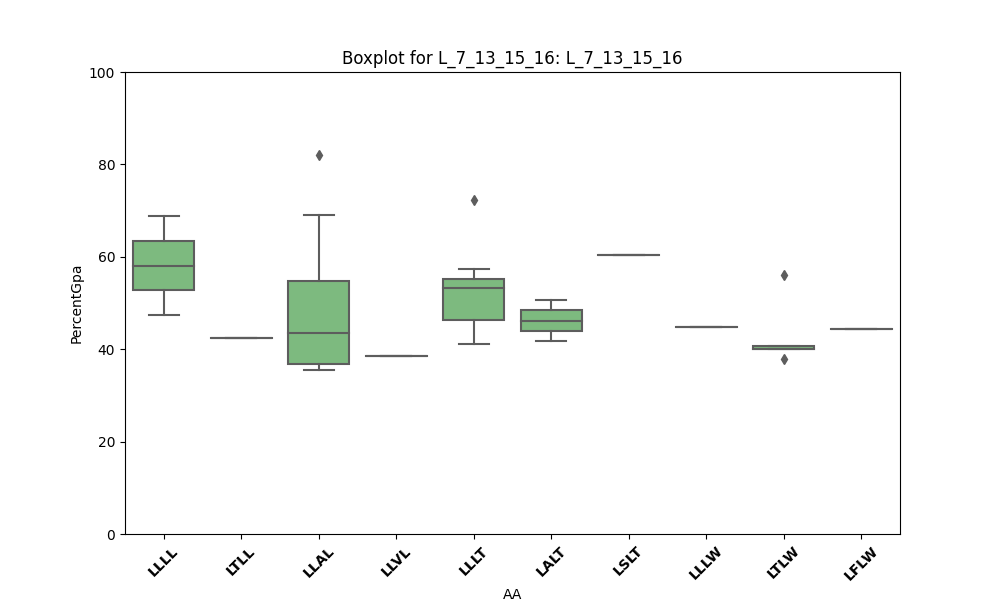 Boxplot for L_7_13_15_16: L_7_13_15_16
100
80
60
40
20
0
PercentGpa
LLLL
LTLL
LLAL
LLVL
LLLT
LALT
LSLT
LLLW
LTLW
LFLW
AA